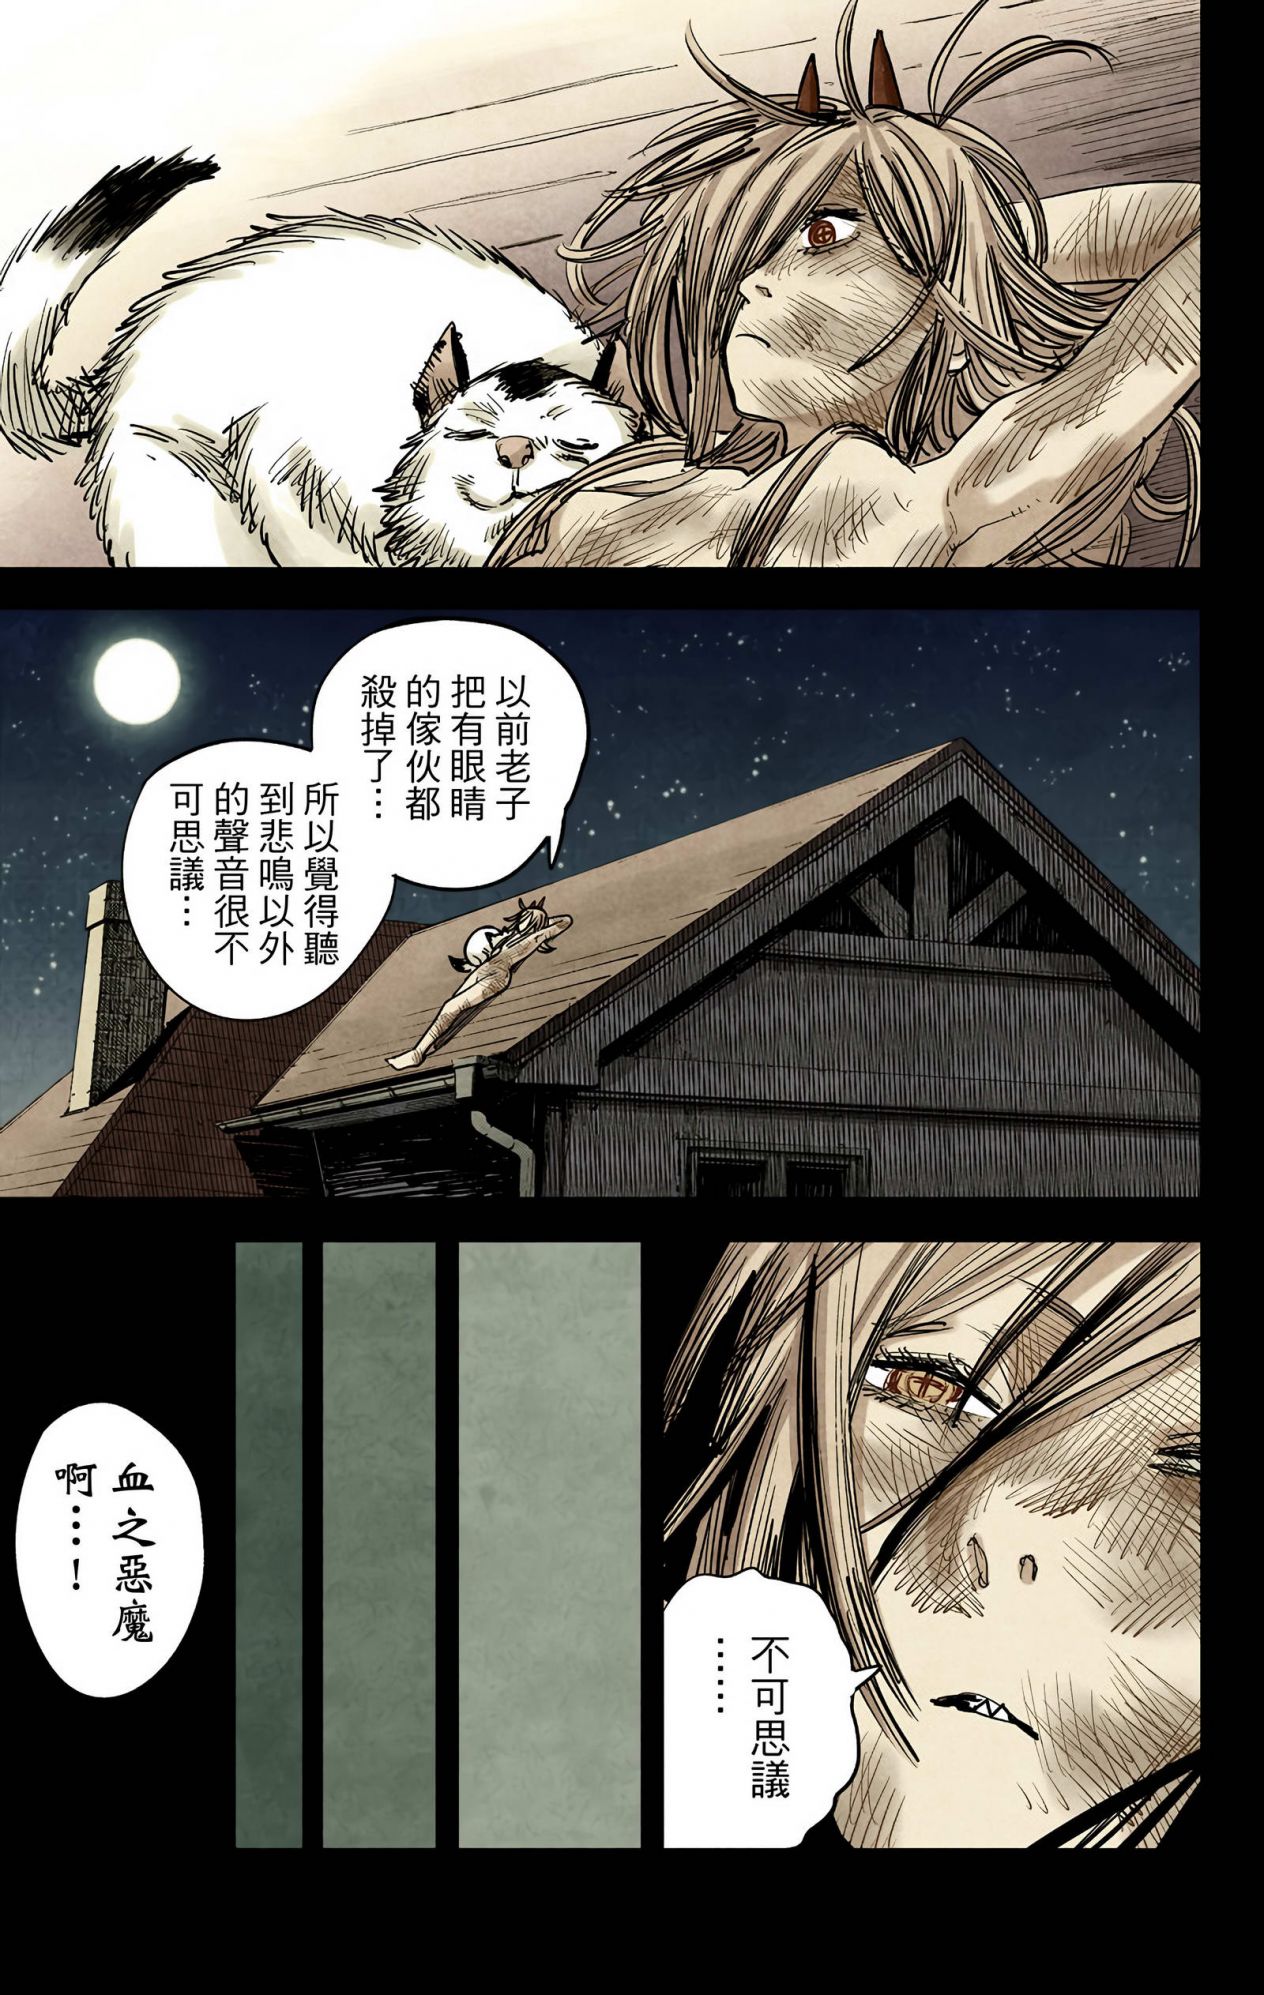 以前老子
把有眼睛
的傢伙都
殺掉了…
所以覺得聽
到悲鳴以外
的聲音很不
可思議…
不可思議
……
血之惡魔
啊…！